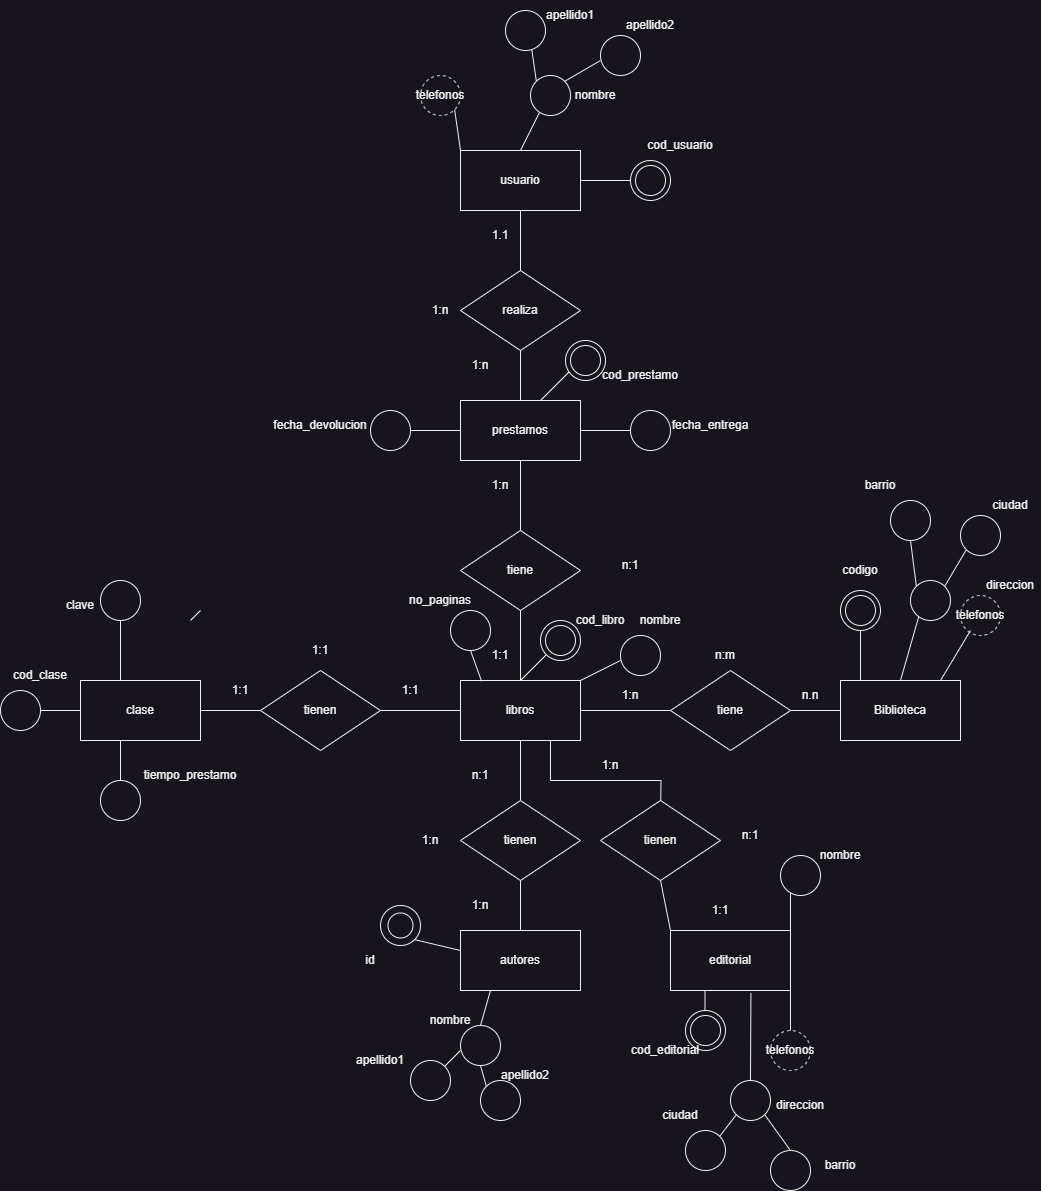 apellido1
apellido2
telefonos
nombre
cod_usuario
usuario
1.1
1:n
realiza
1:n
cod_prestamo
fecha_devolucion
prestamos
fecha_entrega
1:n
barrio
ciudad
tiene
n:1
codigo
direccion
telefonos
no_paginas
clave
cod_libro
nombre
1:1
1:1
n:m
cod_clase
1:1
1:1
1:n
n.n
clase
tienen
libros
tiene
Biblioteca
tiempo_prestamo
n:1
1:n
1:n
tienen
tienen
n:1
nombre
1:n
1:1
id
autores
editorial
nombre
cod_editorial
telefonos
apellido1
apellido2
direccion
ciudad
barrio